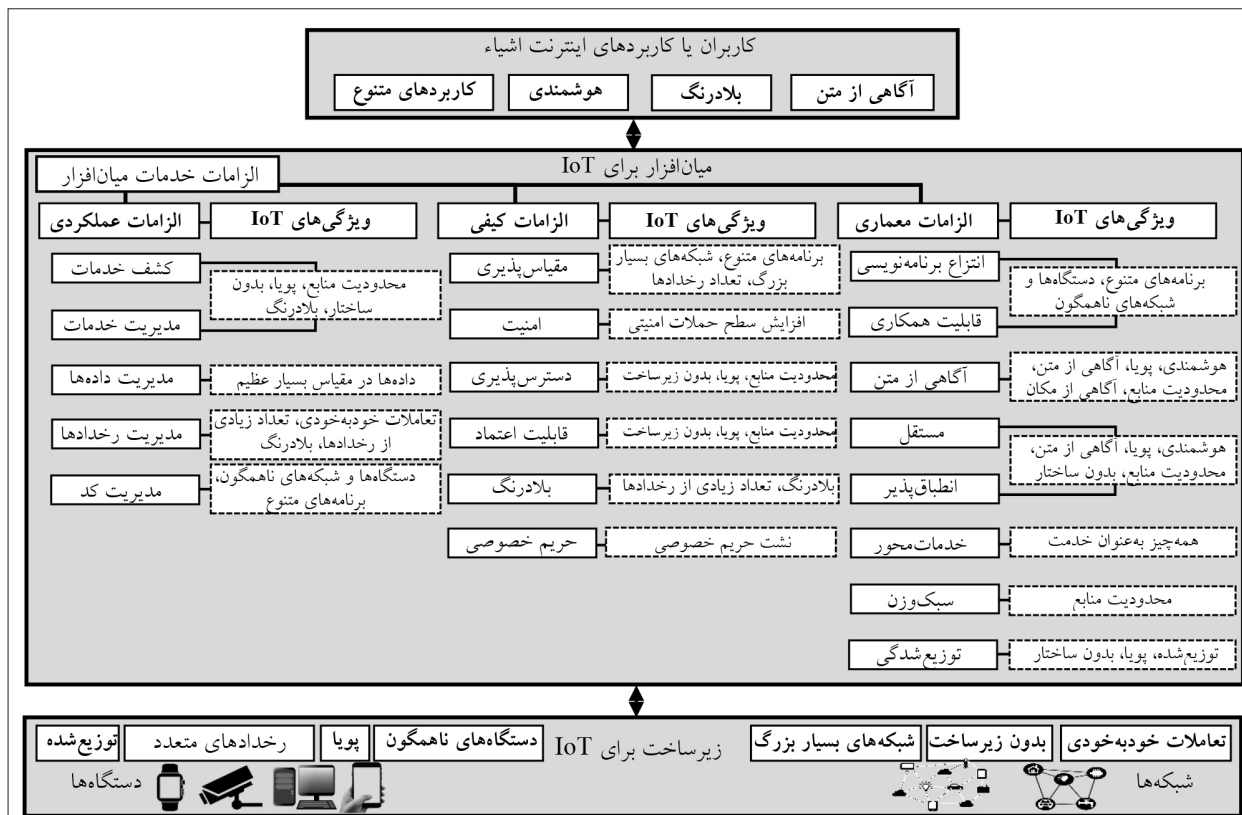 کاربران یا کاربردهای اینترنت اشیاء
آگاهی از متن
بلادرنگ
هوشمندی
کاربردهای متنوع
میان‌افزار برای IoT
الزامات خدمات میان‌افزار
ویژگی‌های IoT
الزامات معماری
ویژگی‌های IoT
الزامات کیفی
ویژگی‌های IoT
الزامات عملکردی
انتزاع برنامه‌نویسی
قابلیت همکاری
برنامه‌های متنوع، دستگاه‌ها و
شبکه‌های ناهمگون
آگاهی از متن
هوشمندی، پویا، آگاهی از متن،
محدودیت منابع، آگاهی از مکان
مستقل
انطباق‌پذیر
هوشمندی، پویا، آگاهی از متن،
محدودیت منابع، بدون ساختار
خدمات‌محور
همه‌چیز به‌عنوان خدمت
سبک‌وزن
محدودیت منابع
توزیع‌شدگی
توزیع‌شده، پویا، بدون ساختار
مقیاس‌پذیری
برنامه‌های متنوع، شبکه‌های بسیار
بزرگ، تعداد رخدادها
امنیت
افزایش سطح حملات امنیتی
دسترس‌پذیری
محدودیت منابع، پویا، بدون زیرساخت
قابلیت اعتماد
محدودیت منابع، پویا، بدون زیرساخت
بلادرنگ
بلادرنگ، تعداد زیادی از رخدادها
حریم خصوصی
نشت حریم خصوصی
کشف خدمات
مدیریت خدمات
محدودیت منابع، پویا، بدون
ساختار، بلادرنگ
مدیریت داده‌ها
داده‌ها در مقیاس بسیار عظیم
مدیریت رخدادها
تعاملات خودبه‌خودی، تعداد زیادی
از رخدادها، بلادرنگ
مدیریت کد
دستگاه‌ها و شبکه‌های ناهمگون،
برنامه‌های متنوع
زیرساخت برای IoT
تعاملات خودبه‌خودی
بدون زیرساخت
شبکه‌های بسیار بزرگ
دستگاه‌های ناهمگون
پویا
رخدادهای متعدد
توزیع‌شده
شبکه‌ها
دستگاه‌ها